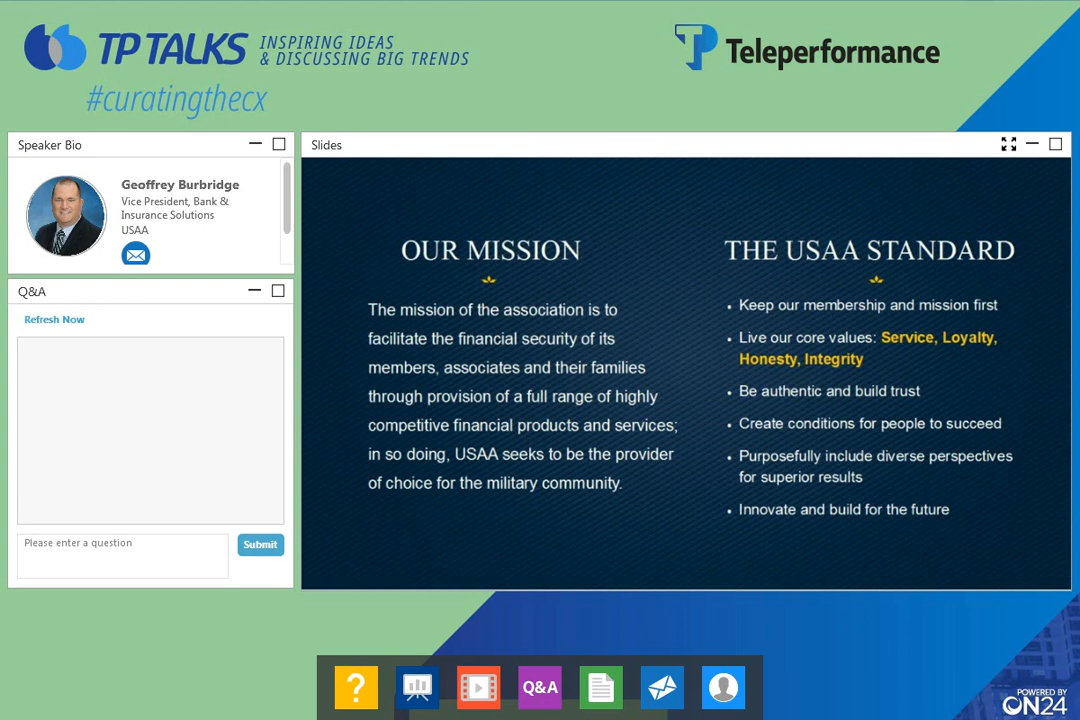 TP TALKS
INSPIRING IDEAS
& DISCUSSING BIG TRENDS
#curatingthecx
Teleperformance
Speaker Bio
Geoffrey Burbridge
Vice President, Bank &
Insurance Solutions
USAA
Q&A
Refresh Now
Please enter a question
Submit
Slides
OUR MISSION
The mission of the association is to
facilitate the financial security of its
members, associates and their families
through provision of a full range of highly
competitive financial products and services;
in so doing, USAA seeks to be the provider
of choice for the military community.
THE USAA STANDARD
• Keep our membership and mission first
• Live our core values: Service, Loyalty,
Honesty, Integrity
• Be authentic and build trust
• Create conditions for people to succeed
• Purposefully include diverse perspectives
for superior results
• Innovate and build for the future
?
Q&A
POWERED BY
ON24